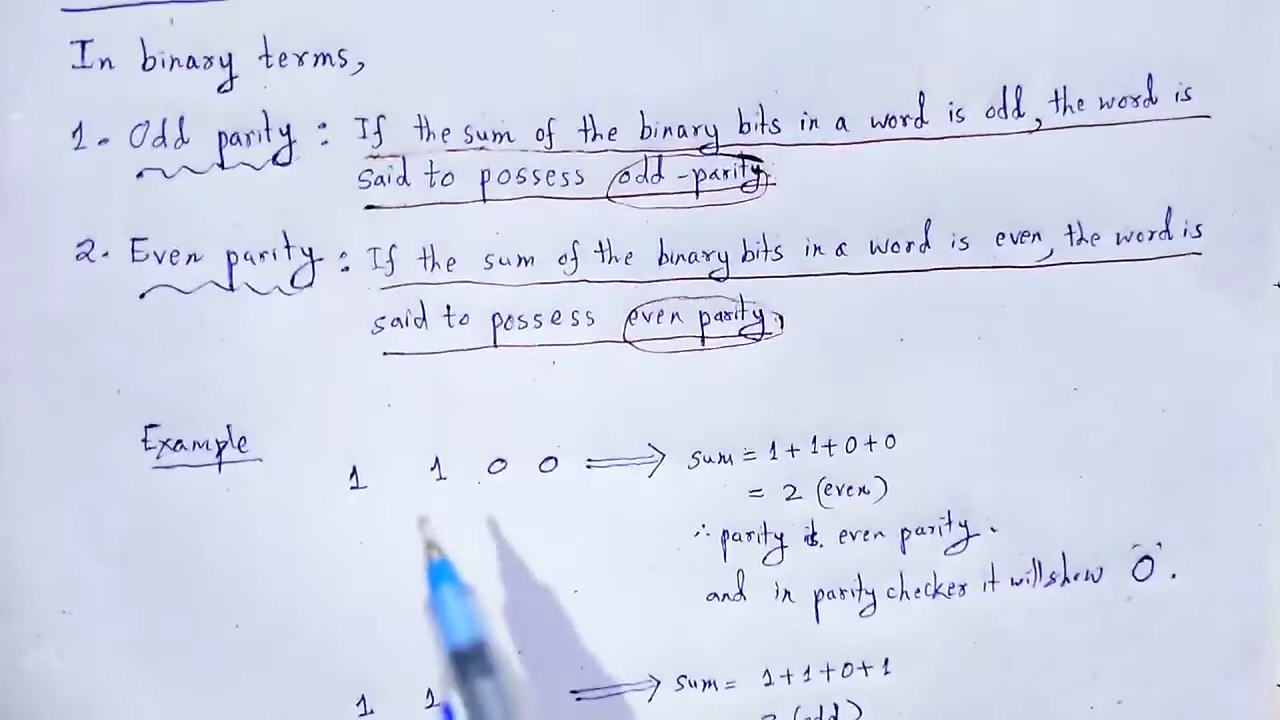 In binary terms,
1. Odd parity : If the sum of the binary bits in a word is odd, the word is
said to possess odd-parity.
2. Even parity : If the sum of the binary bits in a word is even, the word is
said to possess even parity.
Example
1 1 0 0 ⟹ sum = 1+1+0+0
= 2 (even)
∴ parity is even parity.
and in parity checker it will show "0".
1 1 ⟹ sum = 1+1+0+1
(odd)